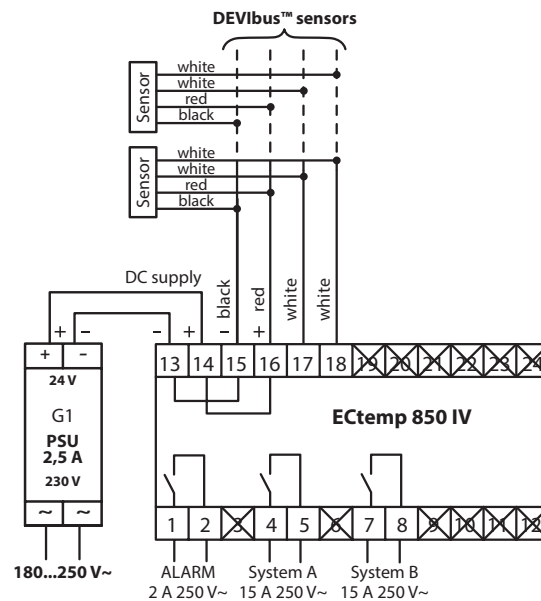 DEVIbus™ sensors
Sensor
white
white
red
black
Sensor
white
white
red
black
DC supply
– black
+ red
white
white
+ –
– +
+ –
24 V
G1
PSU
2,5 A
230 V
~ ~
180...250 V~
13 14 15 16 17 18 19 20 21 22 23 24
ECtemp 850 IV
1 2 3 4 5 6 7 8 9 10 11 12
ALARM
2 A 250 V~
System A
15 A 250 V~
System B
15 A 250 V~